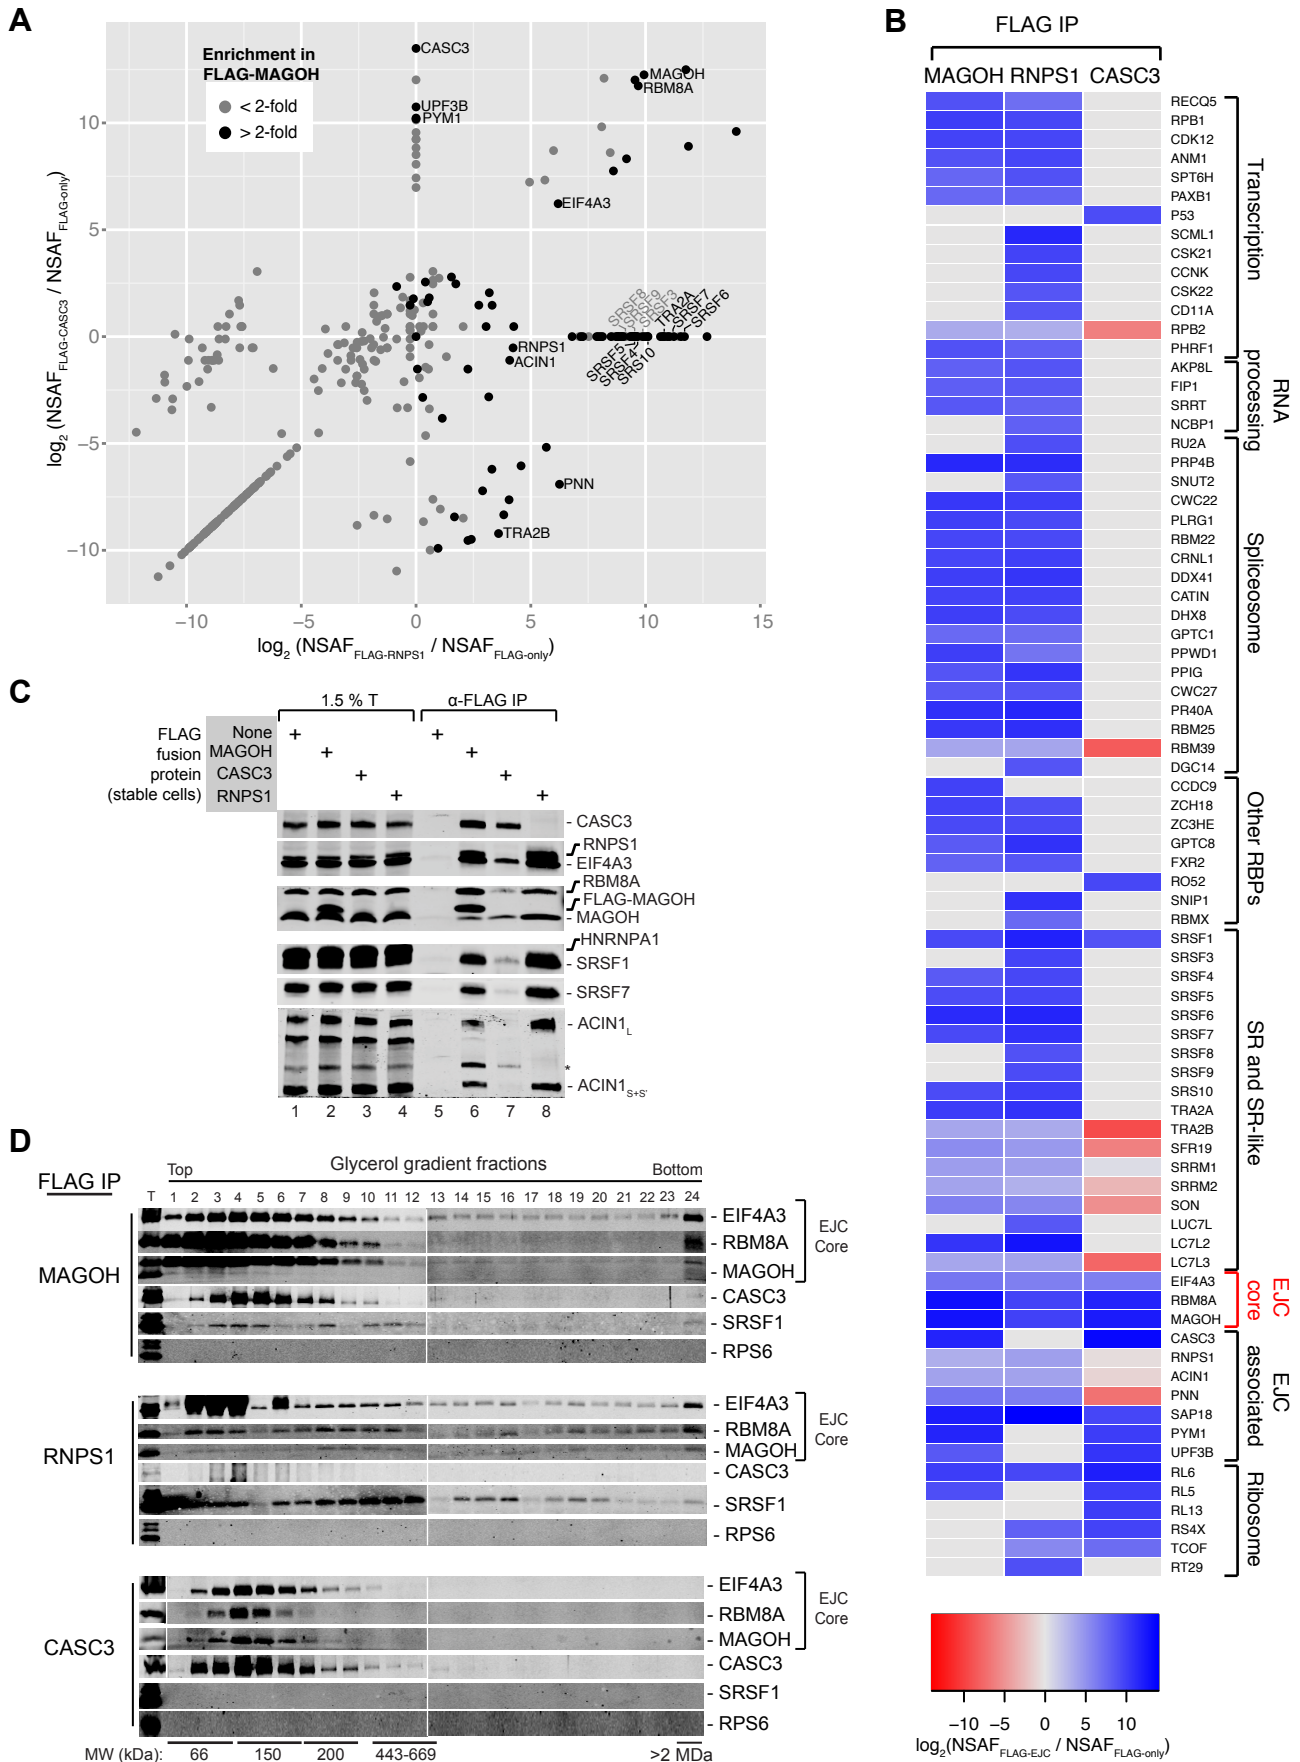 A
Enrichment in
FLAG-MAGOH
< 2-fold
> 2-fold
CASC3
UPF3B
PYM1
MAGOH
RBM8A
EIF4A3
SRSF8
SRSF9
SRSF3
TRA2A
SRSF7
SRSF6
RNPS1
ACIN1
SRSF5
SRSF4
SRS10
PNN
TRA2B
10
5
0
−5
−10
−10
−5
0
5
10
15
log2 (NSAFFLAG-CASC3 / NSAFFLAG-only)
log2 (NSAFFLAG-RNPS1 / NSAFFLAG-only)
B
FLAG IP
MAGOH RNPS1 CASC3
RECQ5
RPB1
CDK12
ANM1
SPT6H
PAXB1
P53
SCML1
CSK21
CCNK
CSK22
CD11A
RPB2
PHRF1
AKP8L
FIP1
SRRT
NCBP1
RU2A
PRP4B
SNUT2
CWC22
PLRG1
RBM22
CRNL1
DDX41
CATIN
DHX8
GPTC1
PPWD1
PPIG
CWC27
PR40A
RBM25
RBM39
DGC14
CCDC9
ZCH18
ZC3HE
GPTC8
FXR2
RO52
SNIP1
RBMX
SRSF1
SRSF3
SRSF4
SRSF5
SRSF6
SRSF7
SRSF8
SRSF9
SRS10
TRA2A
TRA2B
SFR19
SRRM1
SRRM2
SON
LUC7L
LC7L2
LC7L3
EIF4A3
RBM8A
MAGOH
CASC3
RNPS1
ACIN1
PNN
SAP18
PYM1
UPF3B
RL6
RL5
RL13
RS4X
TCOF
RT29
Transcription
RNA
processing
Spliceosome
Other RBPs
SR and SR-like
EJC
core
EJC
associated
Ribosome
−10 −5 0 5 10
log2(NSAFFLAG-EJC / NSAFFLAG-only)
C
1.5 % T
α-FLAG IP
FLAG
fusion
protein
(stable cells)
None + +
MAGOH + +
CASC3 + +
RNPS1 + +
- CASC3
RNPS1
- EIF4A3
RBM8A
FLAG-MAGOH
- MAGOH
HNRNPA1
- SRSF1
- SRSF7
- ACIN1L
*
- ACIN1S+S'
1 2 3 4 5 6 7 8
D
FLAG IP
Top
Glycerol gradient fractions
Bottom
T 1 2 3 4 5 6 7 8 9 10 11 12 13 14 15 16 17 18 19 20 21 22 23 24
MAGOH
- EIF4A3
- RBM8A
- MAGOH
EJC
Core
- CASC3
- SRSF1
- RPS6
RNPS1
- EIF4A3
- RBM8A
- MAGOH
EJC
Core
- CASC3
- SRSF1
- RPS6
CASC3
- EIF4A3
- RBM8A
- MAGOH
EJC
Core
- CASC3
- SRSF1
- RPS6
MW (kDa): 66 150 200 443-669 >2 MDa